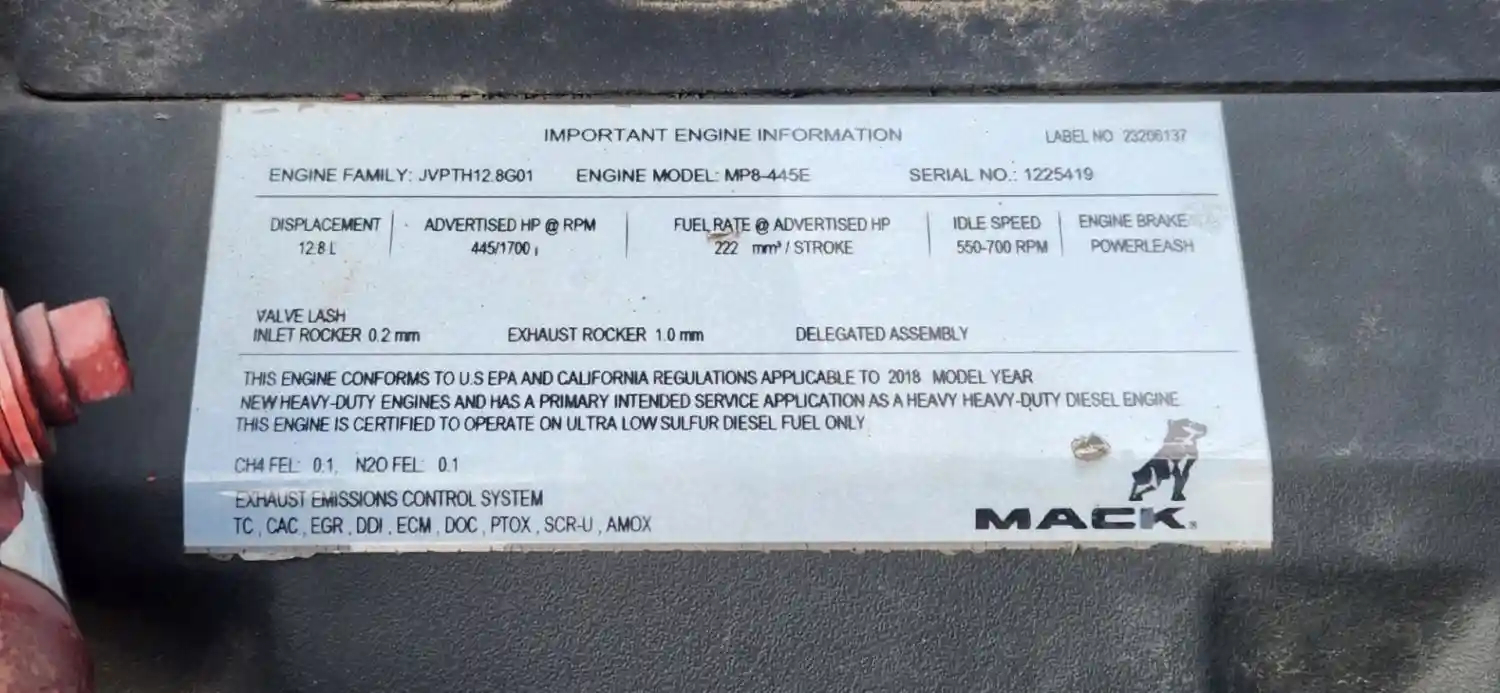 IMPORTANT ENGINE INFORMATION LABEL NO 23206137
ENGINE FAMILY: JVPTH12.8G01 ENGINE MODEL: MP8-445E SERIAL NO.: 1225419
DISPLACEMENT ADVERTISED HP @ RPM FUEL RATE @ ADVERTISED HP IDLE SPEED ENGINE BRAKE
12.8 L 445/1700 222 mm³ / STROKE 550-700 RPM POWERLEASH
VALVE LASH
INLET ROCKER 0.2 mm EXHAUST ROCKER 1.0 mm DELEGATED ASSEMBLY
THIS ENGINE CONFORMS TO U.S EPA AND CALIFORNIA REGULATIONS APPLICABLE TO 2018 MODEL YEAR
NEW HEAVY-DUTY ENGINES AND HAS A PRIMARY INTENDED SERVICE APPLICATION AS A HEAVY HEAVY-DUTY DIESEL ENGINE
THIS ENGINE IS CERTIFIED TO OPERATE ON ULTRA LOW SULFUR DIESEL FUEL ONLY
CH4 FEL: 0.1, N2O FEL: 0.1
EXHAUST EMISSIONS CONTROL SYSTEM
TC , CAC , EGR , DDI , ECM , DOC , PTOX , SCR-U , AMOX
MACK®